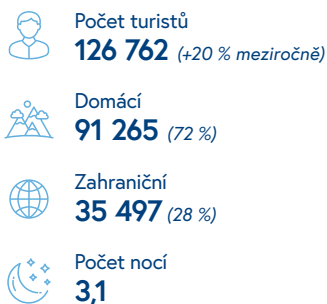 Počet turistů
126 762 (+20 % meziročně)
Domácí
91 265 (72 %)
Zahraniční
35 497 (28 %)
Počet nocí
3,1